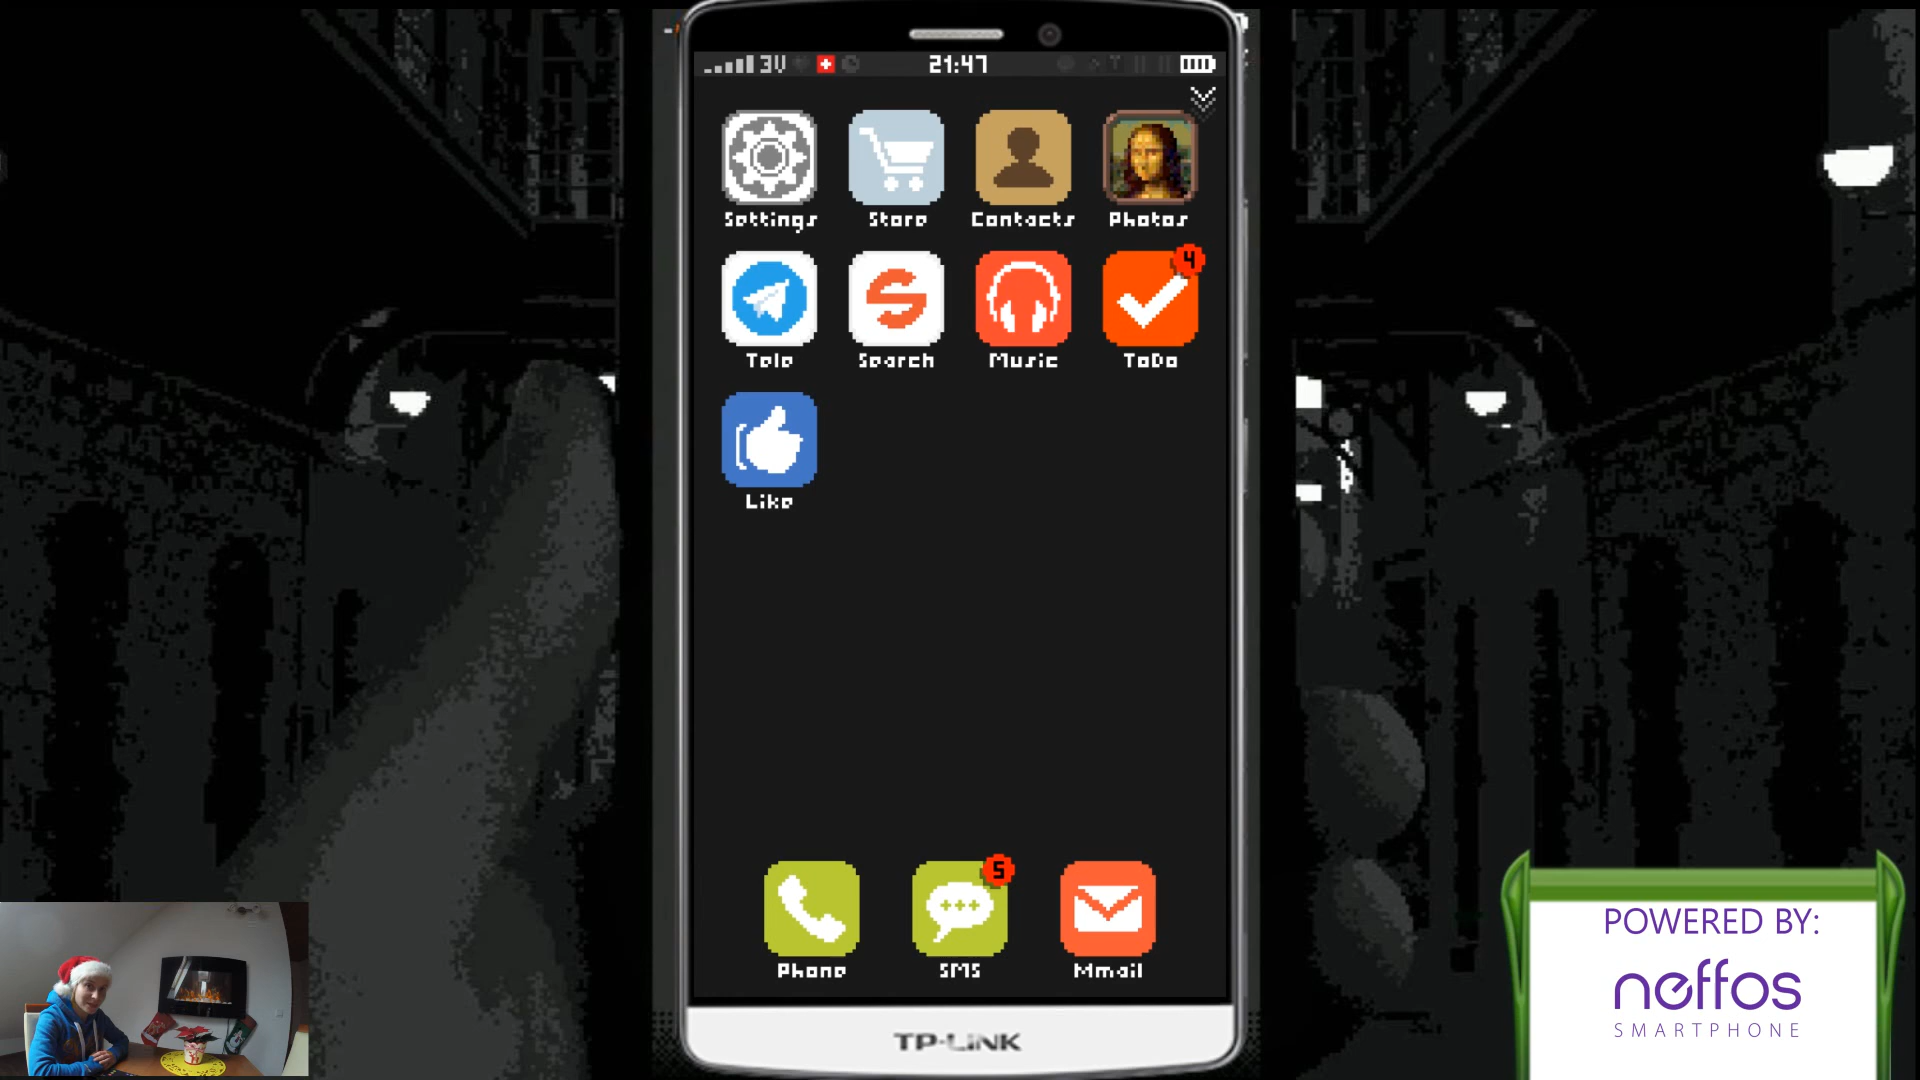 3V 21:47
Settings Store Contacts Photos
4
Tele Search Music ToDo
Like
5
Phone SMS Mmail
TP-LINK
POWERED BY:
neffos
SMARTPHONE